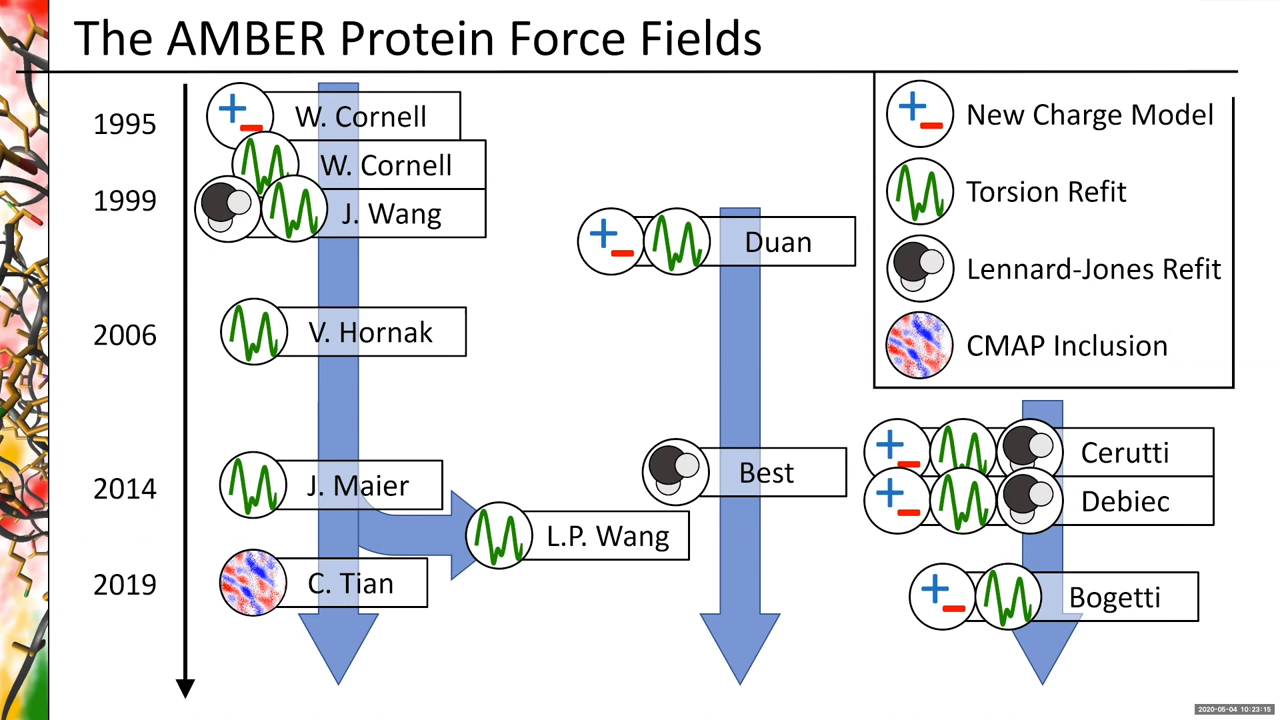 The AMBER Protein Force Fields
1995
W. Cornell
W. Cornell
1999
J. Wang
Duan
2006
V. Hornak
2014
J. Maier
Best
L.P. Wang
2019
C. Tian
New Charge Model
Torsion Refit
Lennard-Jones Refit
CMAP Inclusion
Cerutti
Debiec
Bogetti
2020-05-04 10:23:15